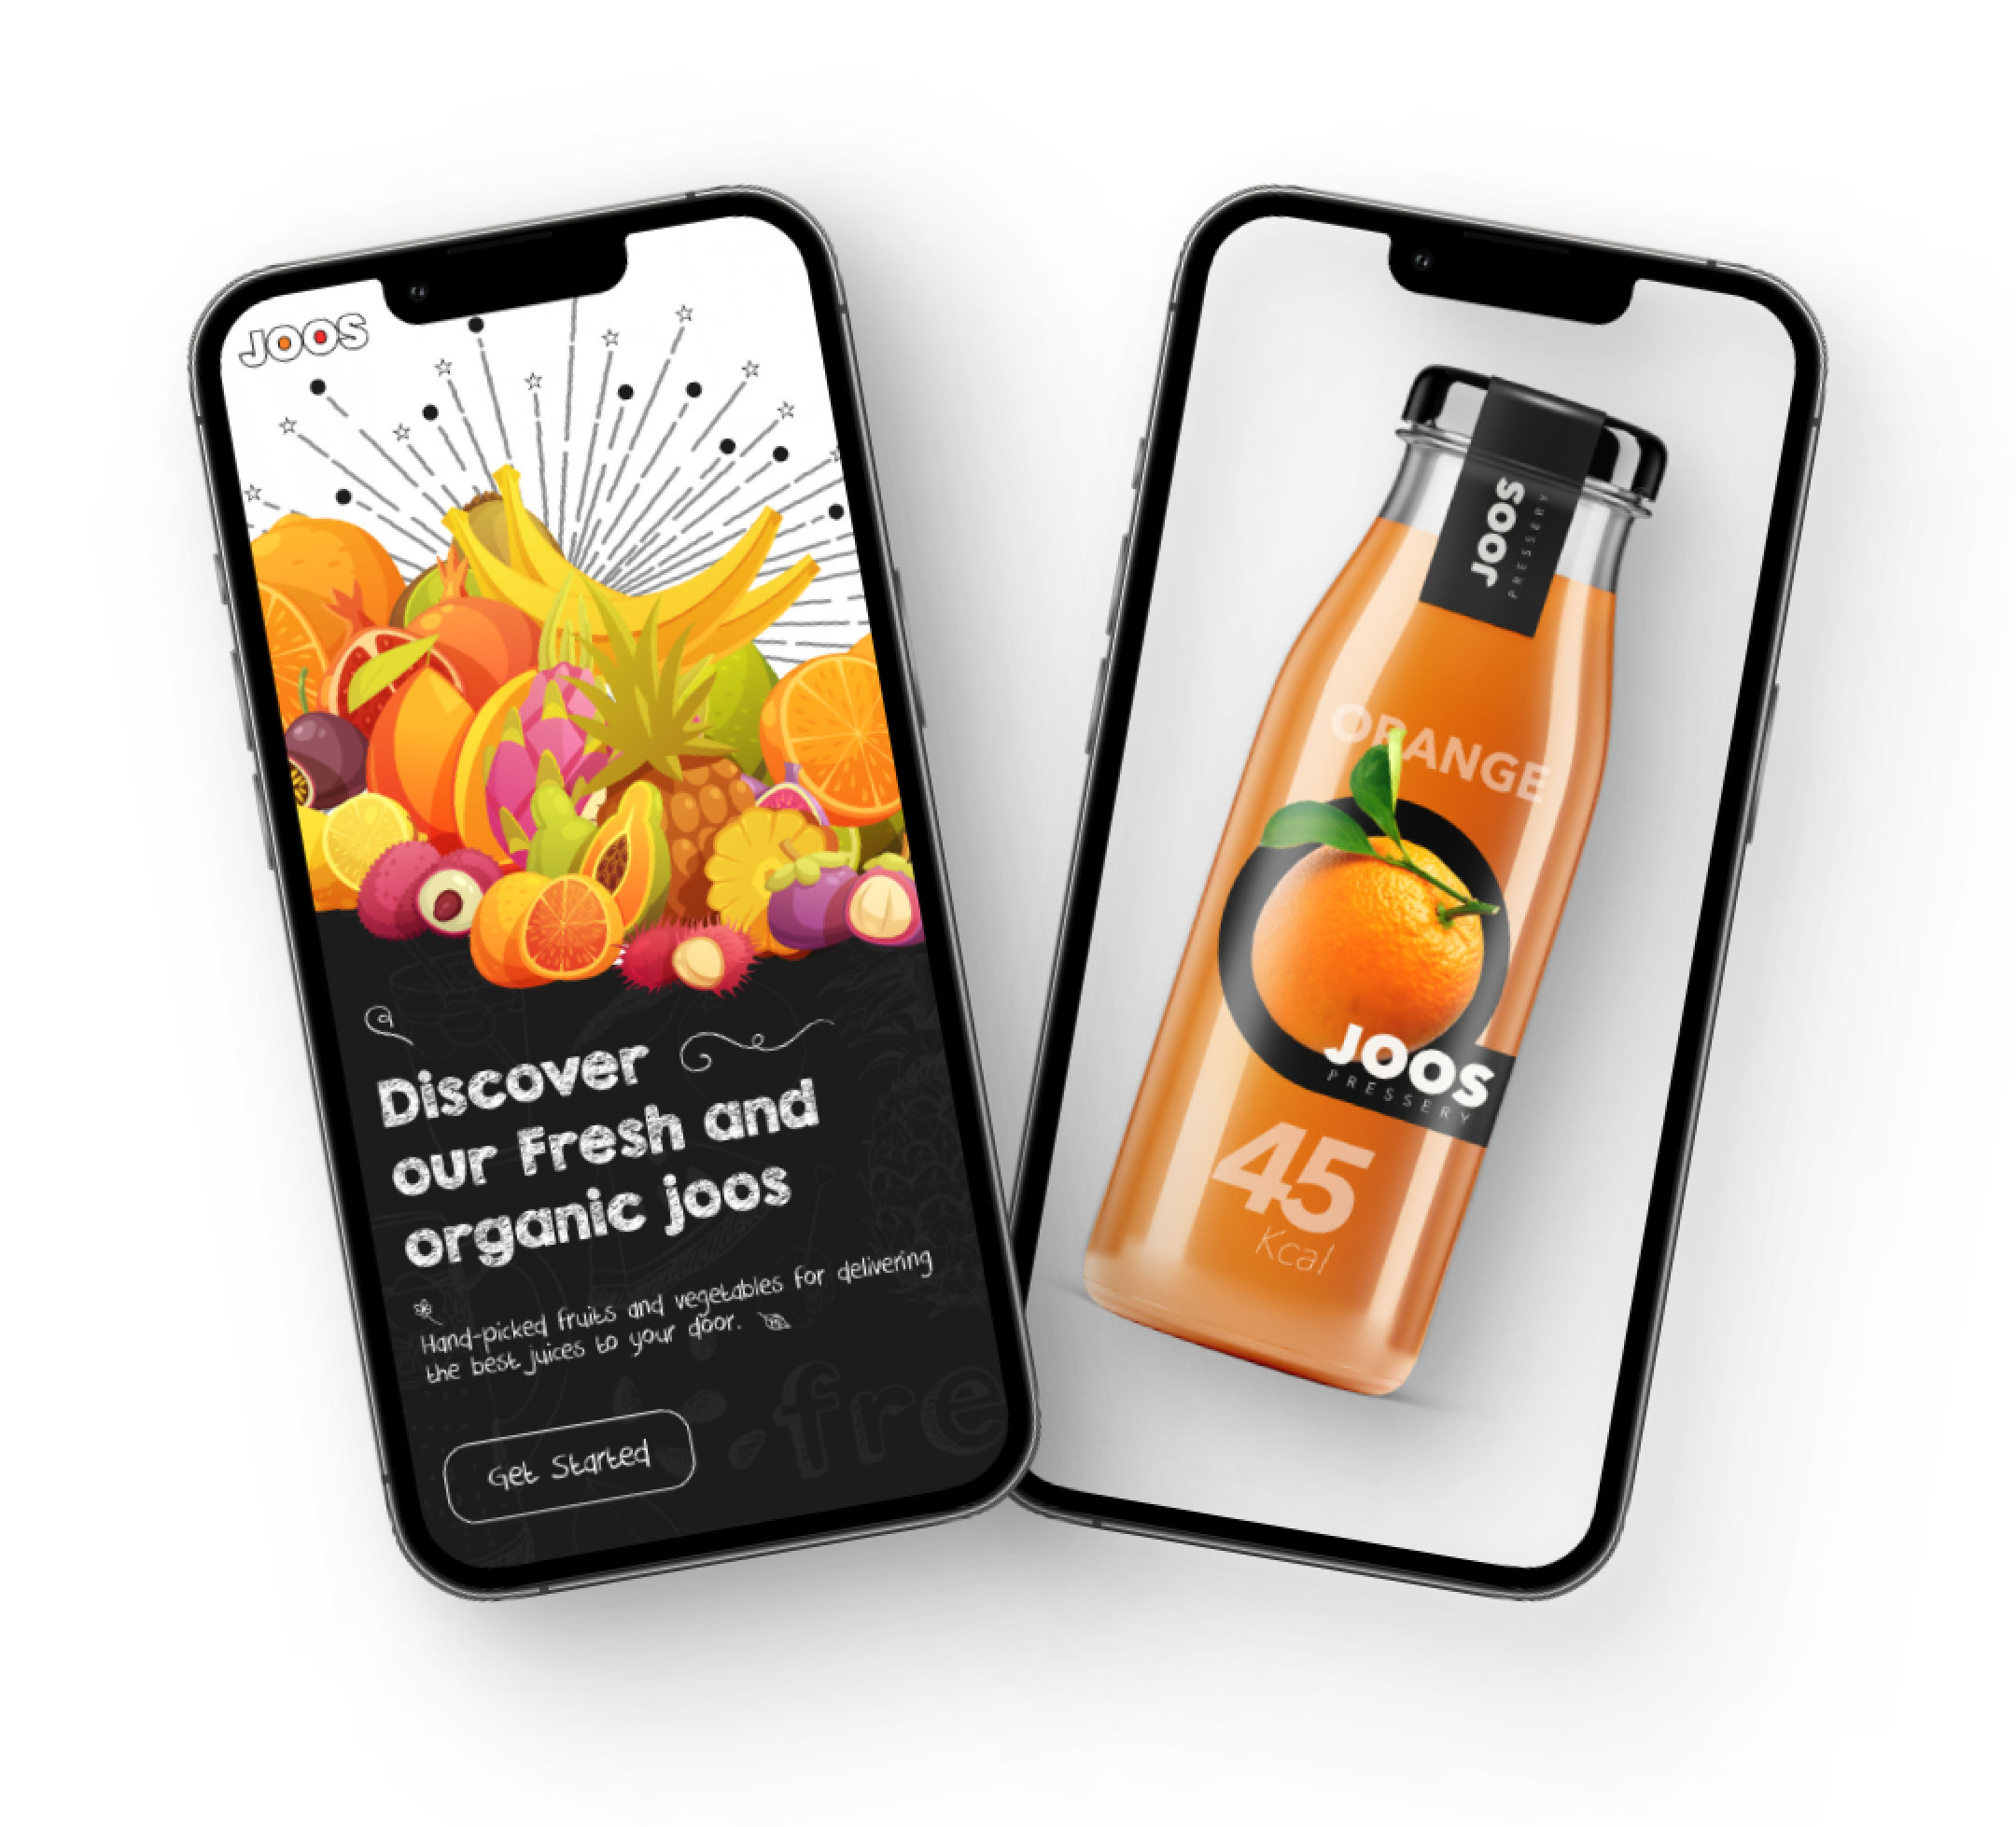 JOOS
Discover
our Fresh and
organic joos
Hand-picked fruits and vegetables for delivering
the best juices to your door.
fre
Get Started
JOOS
PRESSERY
ORANGE
JOOS
PRESSERY
45
Kcal